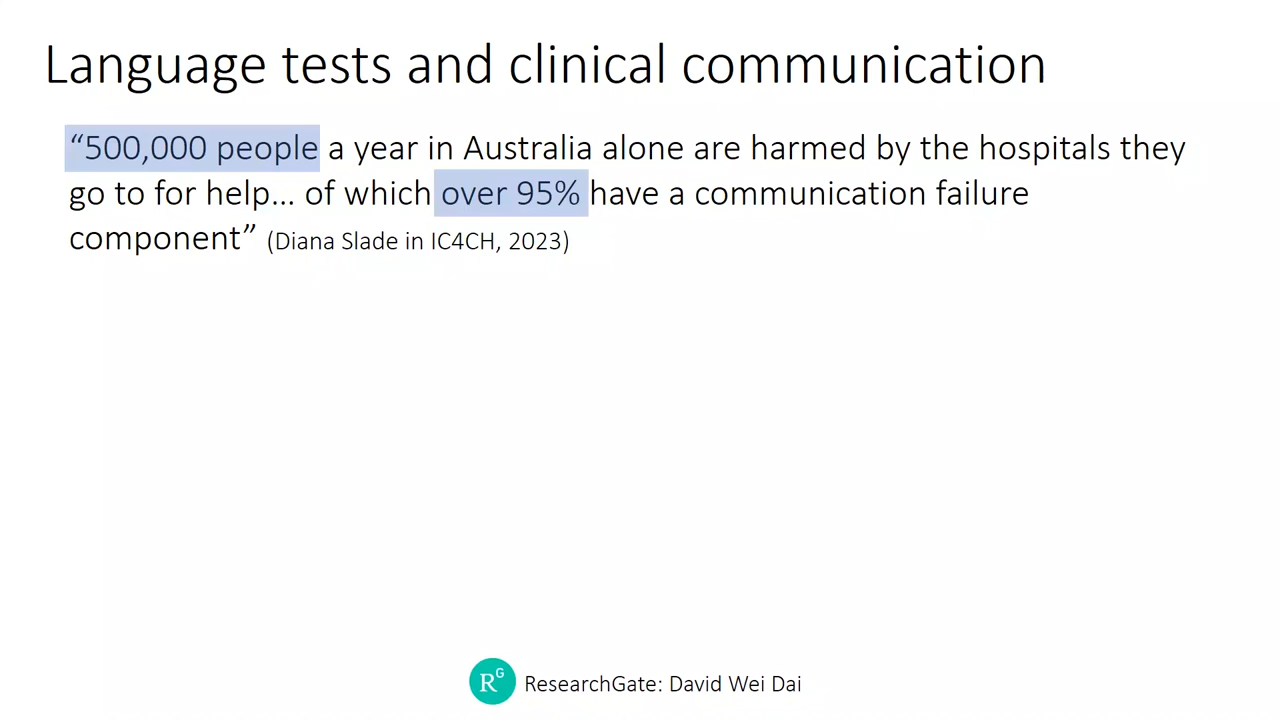 Language tests and clinical communication
“500,000 people a year in Australia alone are harmed by the hospitals they
go to for help… of which over 95% have a communication failure
component” (Diana Slade in IC4CH, 2023)
RG ResearchGate: David Wei Dai